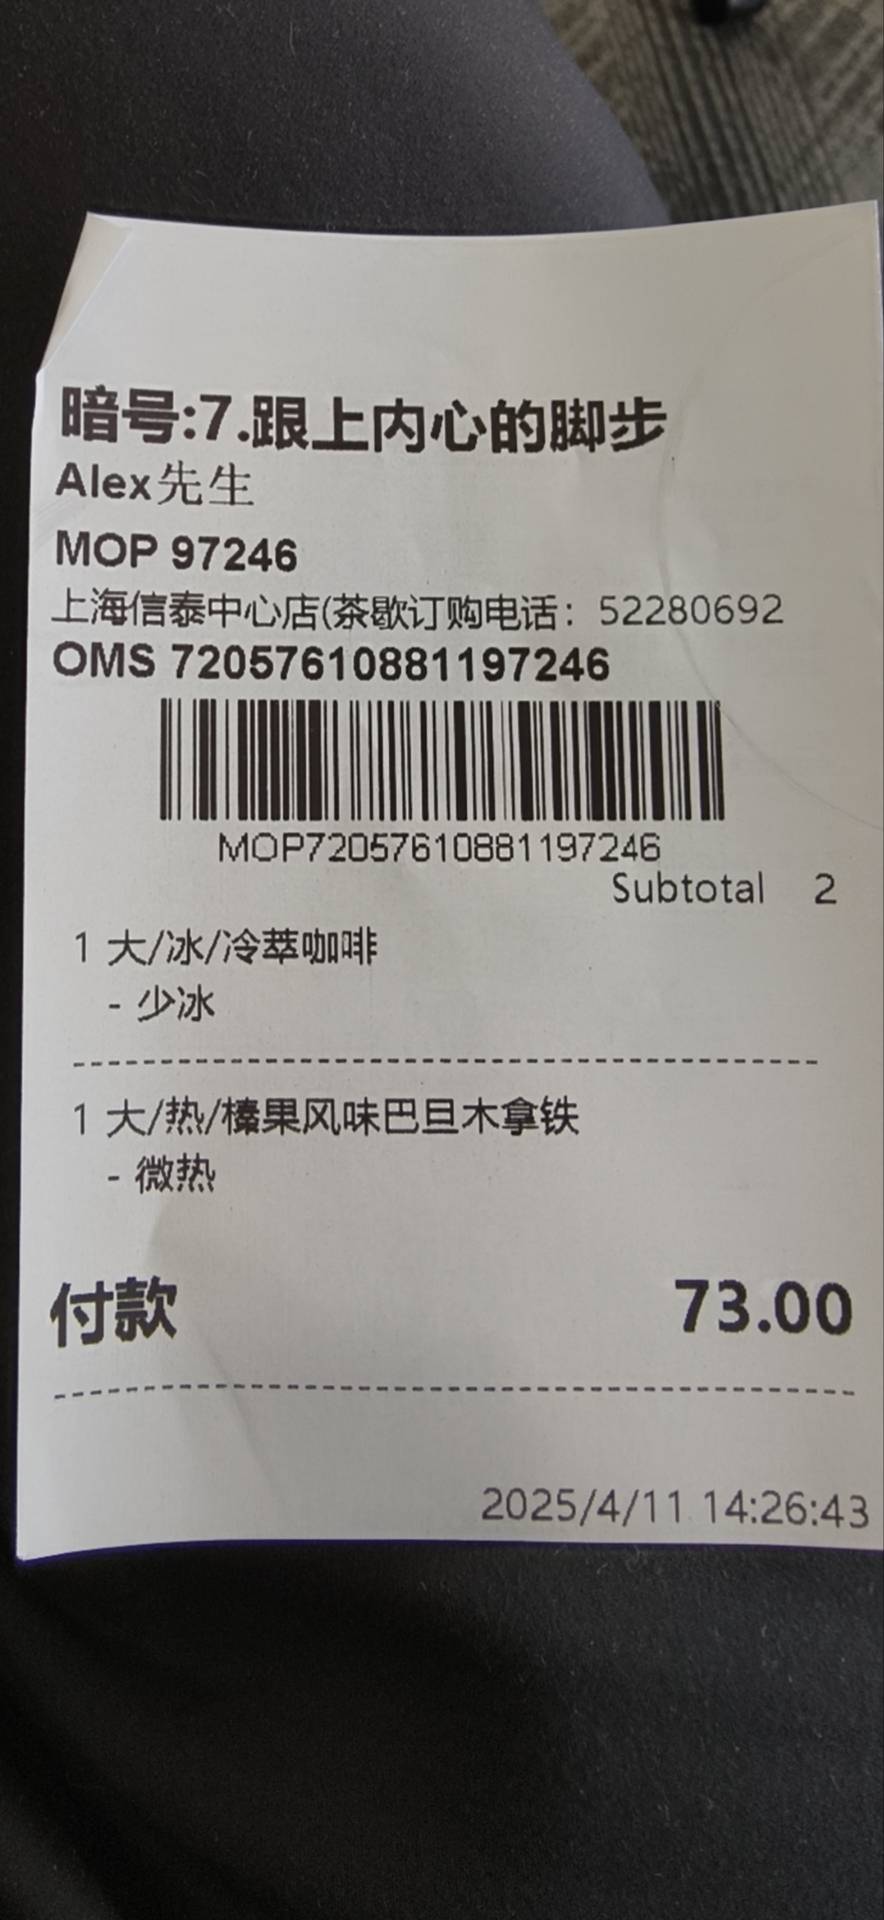 暗号:7.跟上内心的脚步
Alex先生
MOP 97246
上海信泰中心店(茶歇订购电话：52280692
OMS 72057610881197246
MOP72057610881197246
Subtotal 2
1 大/冰/冷萃咖啡
- 少冰
1 大/热/榛果风味巴旦木拿铁
- 微热
付款 73.00
2025/4/11 14:26:43